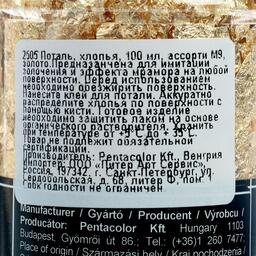 2505 Поталь, хлопья, 100 мл, ассорти М9,
золото.Предназанчена для имитации
золочения и эффекта мрамора на любой
поверхности. Перед использованием
необходимо обезжирить поверхность.
Нанесите клей для потали. Аккуратно
распределите хлопья по поверхности с
помощью кисти. Готовое изделие
необходимо защитить лаком на основе
органического растворителя. Хранить
при температуре от +5 С до + 35 С.
Товар не подлежит обязательной
сертификации.
Производитель: Pentacolor Kft., Венгрия
Импортер: ООО «Питер Арт Сервис»,
Россия, 197342, г. Санкт-Петербург, ул.
Сердобольская, д. 68, литер Ф, пом.
Срок годности не ограничен
Manufacturer / Gyártó / Producent / Výrobcu /
Producător: Pentacolor Kft Hungary 1103
Budapest, Gyömrői út 86.; Tel.: (+36)1 260 7477;
Place of origin / Származási hely / Kraj pochodzenia /